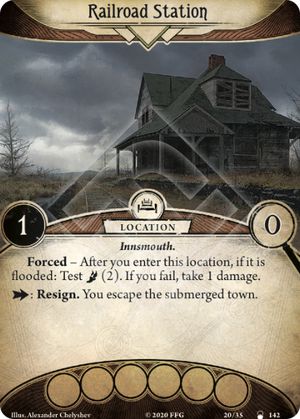 Railroad Station
1
LOCATION
0
Innsmouth.
Forced – After you enter this location, if it is
flooded: Test (2). If you fail, take 1 damage.
: Resign. You escape the submerged town.
Illus. Alexander Chelyshev
© 2020 FFG
20/35
142